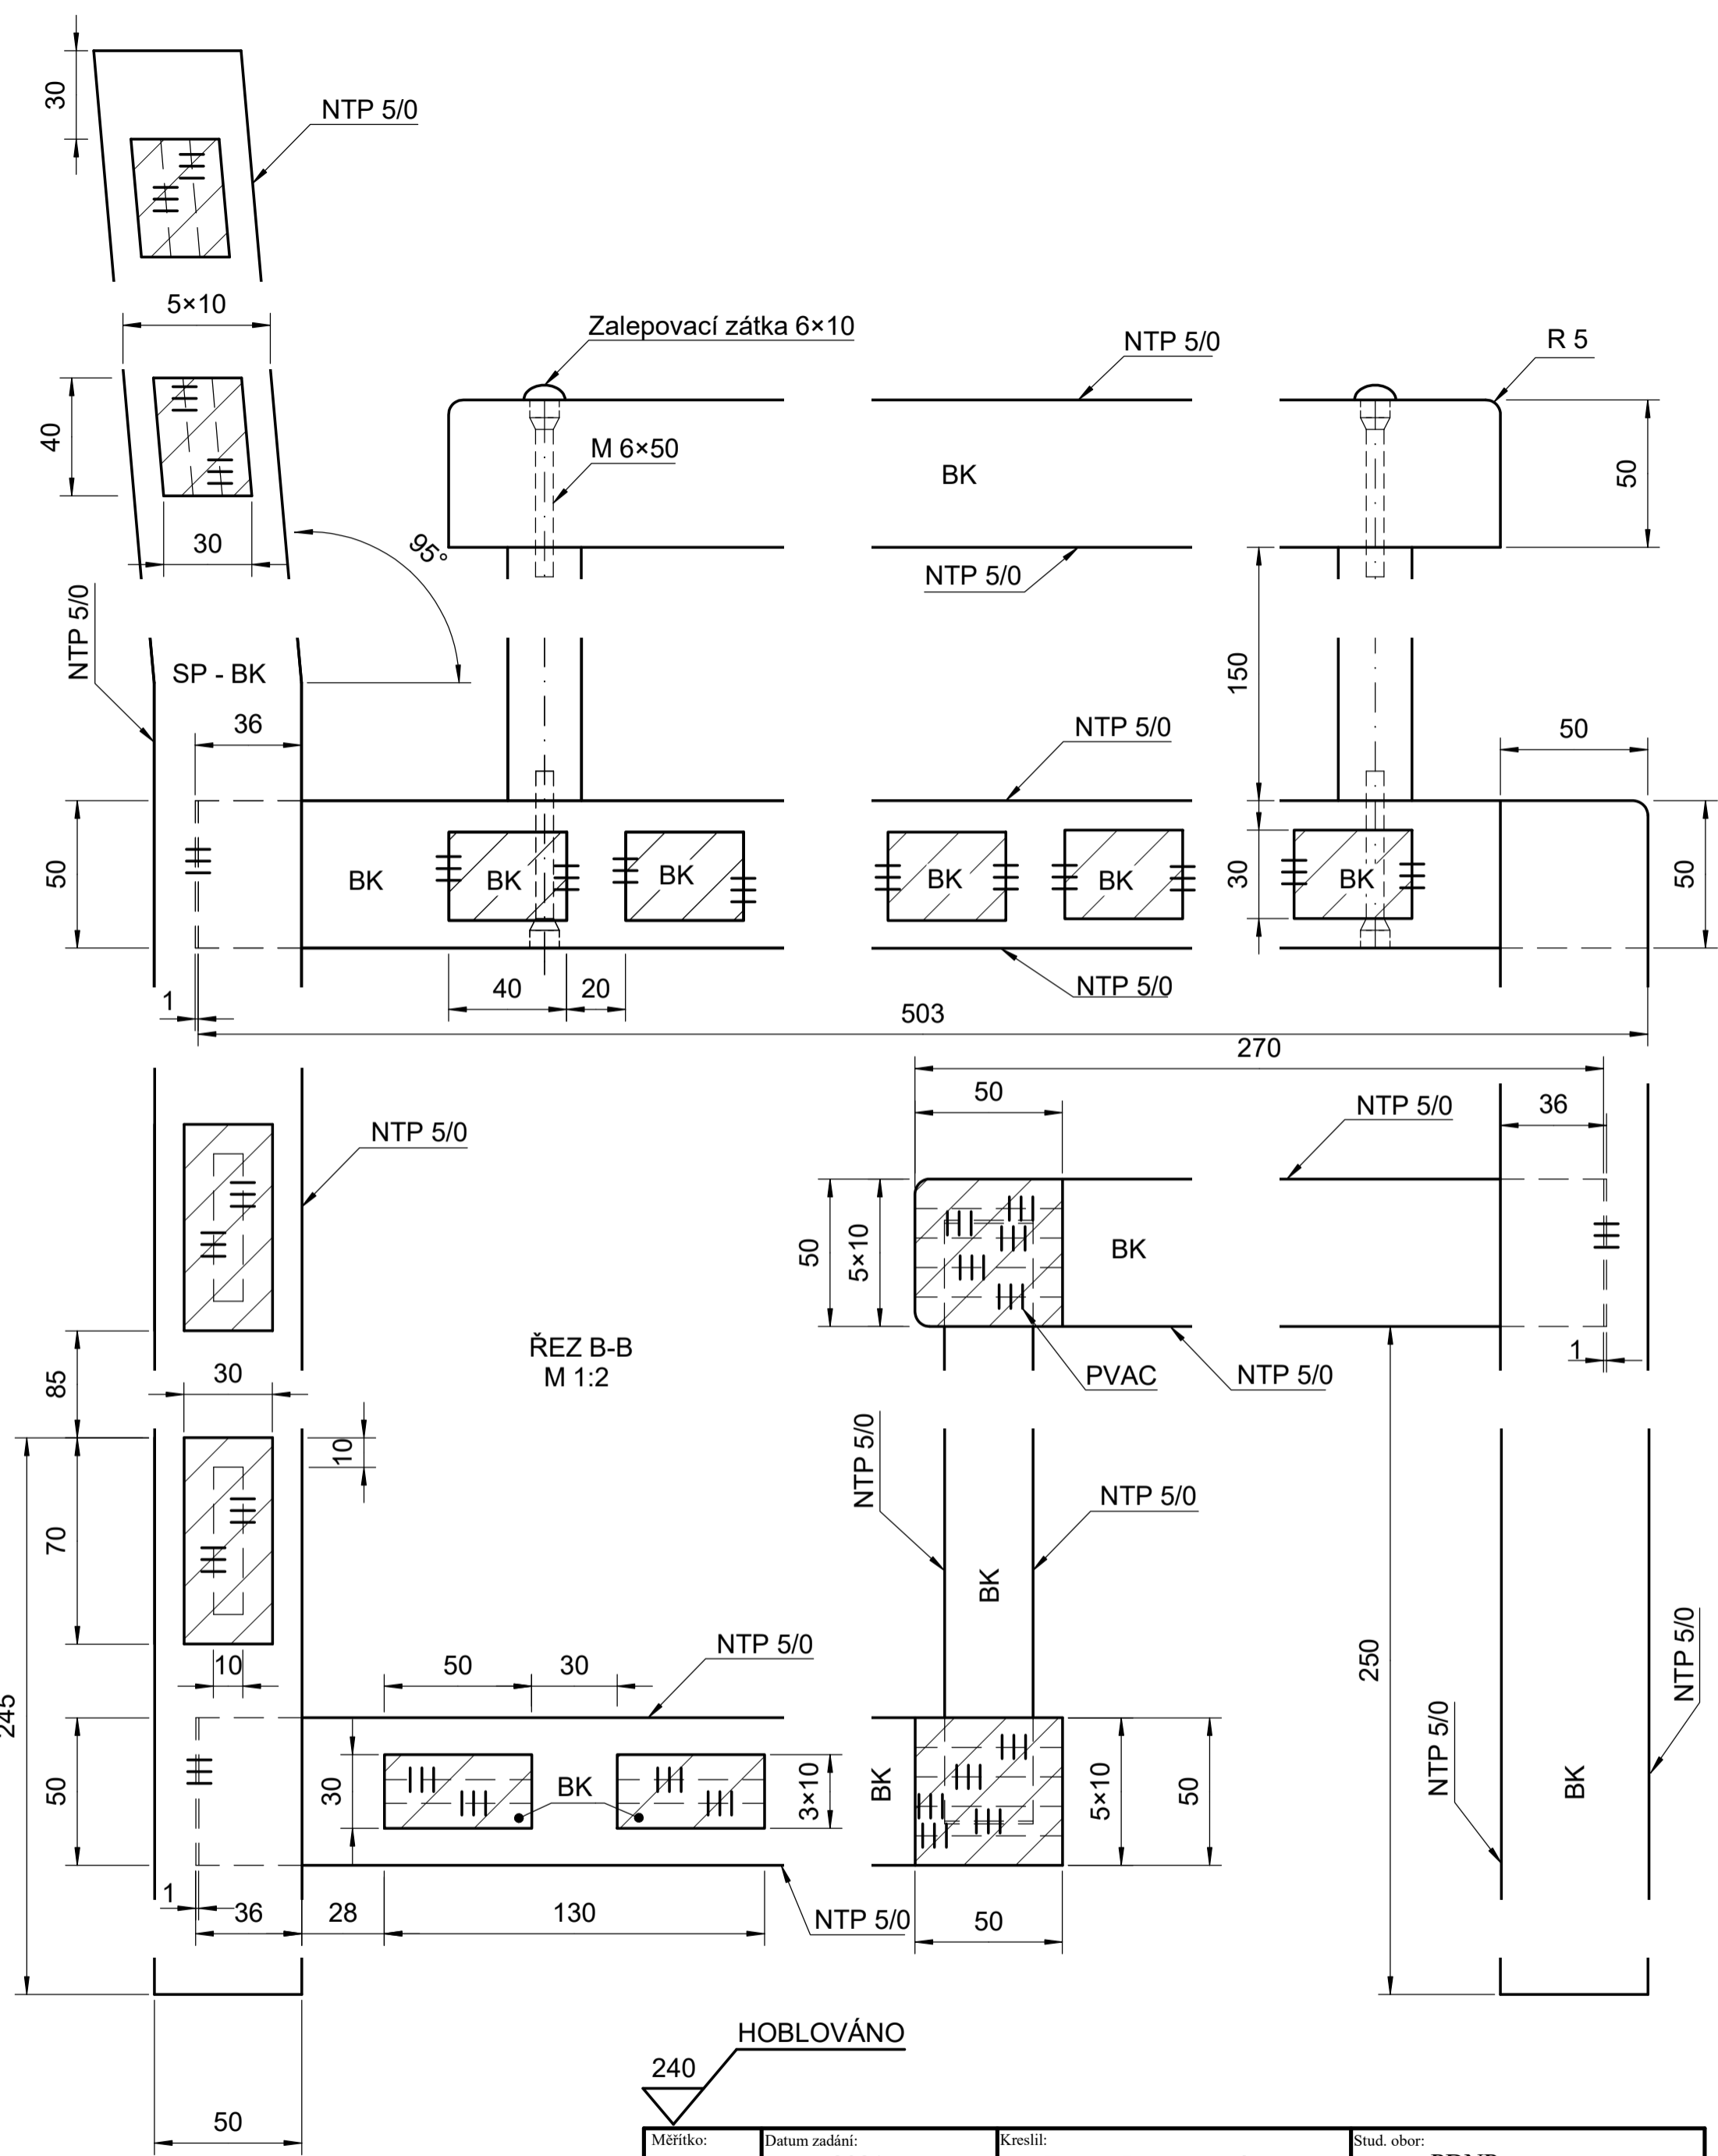 30
NTP 5/0
5×10
Zalepovací zátka 6×10
NTP 5/0
R 5
40
M 6×50
BK
50
30
95°
NTP 5/0
NTP 5/0
SP - BK
150
36
NTP 5/0
50
50
BK
BK
BK
BK
BK
30
BK
50
1
40
20
NTP 5/0
503
270
50
NTP 5/0
36
NTP 5/0
50
5×10
BK
ŘEZ B-B
M 1:2
85
30
PVAC
NTP 5/0
1
10
NTP 5/0
NTP 5/0
70
BK
250
NTP 5/0
10
50
30
NTP 5/0
245
50
30
BK
3×10
BK
5×10
50
NTP 5/0
BK
1
36
28
130
NTP 5/0
50
HOBLOVÁNO
240
50
Měřítko:
Datum zadání:
Kreslil:
Stud. obor: